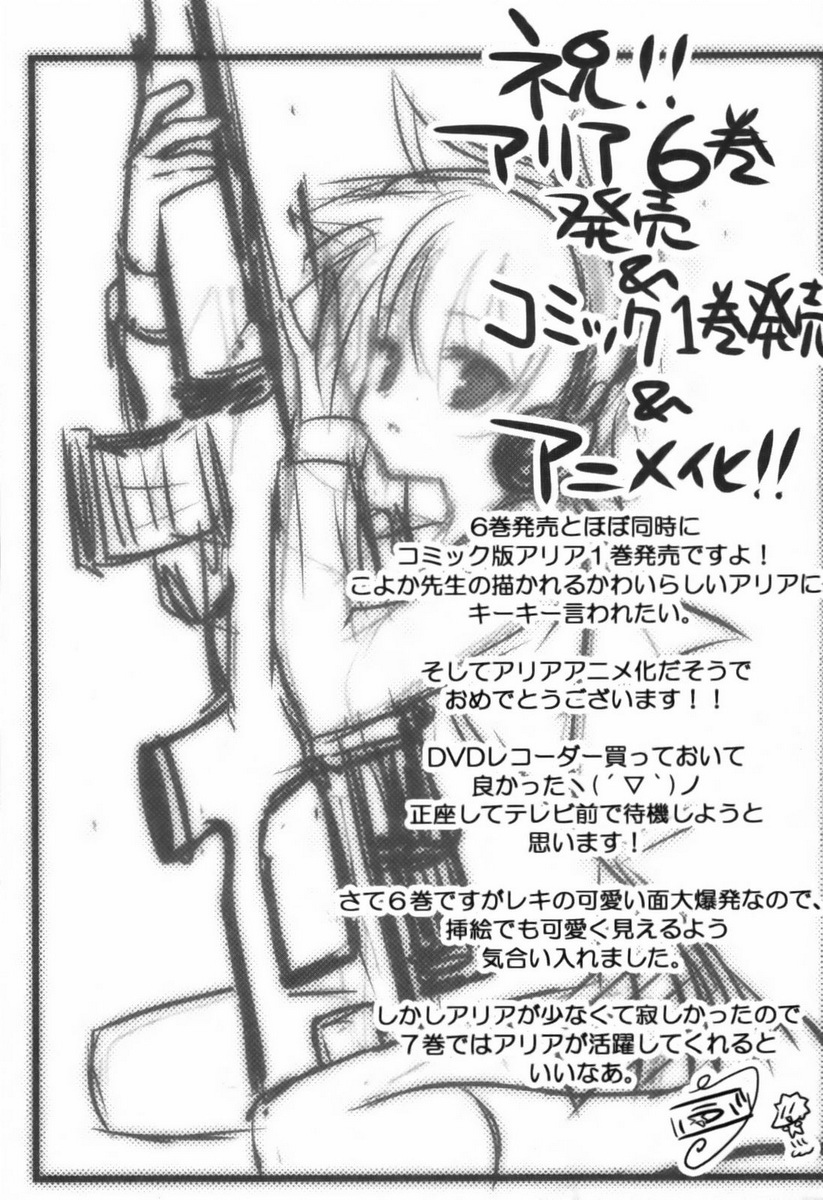 祝!!
アリア6巻
発売
&
コミック1巻発売
&
アニメ化!!
６巻発売とほぼ同時に
コミック版アリア１巻発売ですよ！
こよか先生の描かれるかわいらしいアリアに
キーキー言われたい。
そしてアリアアニメ化だそうで
おめでとうございます！！
DVDレコーダー買っておいて
良かったヽ(´▽`)ノ
正座してテレビ前で待機しようと
思います！
さて６巻ですがレキの可愛い面大爆発なので、
挿絵でも可愛く見えるよう
気合い入れました。
しかしアリアが少なくて寂しかったので
７巻ではアリアが活躍してくれると
いいなあ。